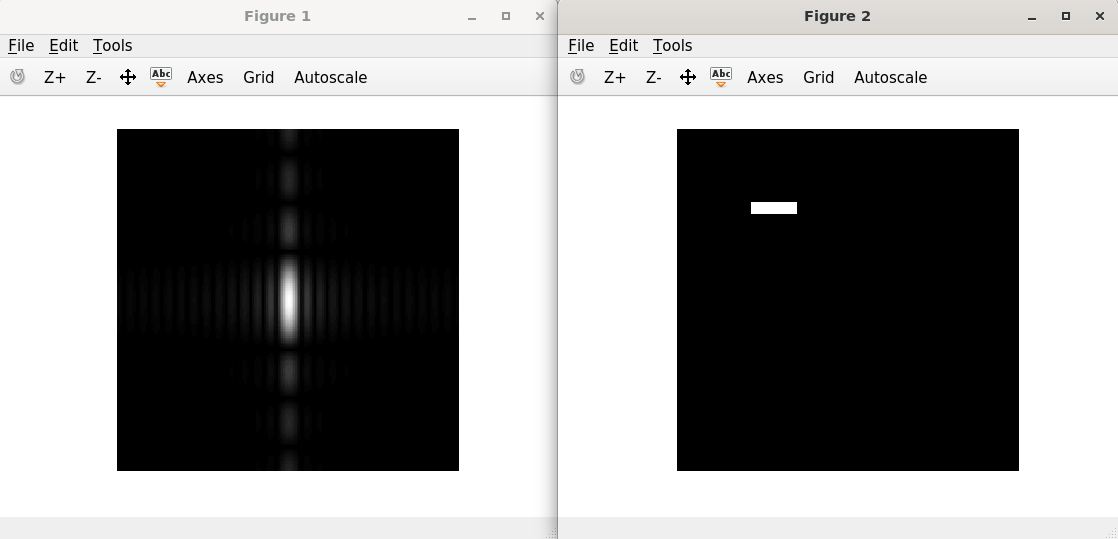 Figure 1
File Edit Tools
Z+ Z- Abc Axes Grid Autoscale
Figure 2
File Edit Tools
Z+ Z- Abc Axes Grid Autoscale